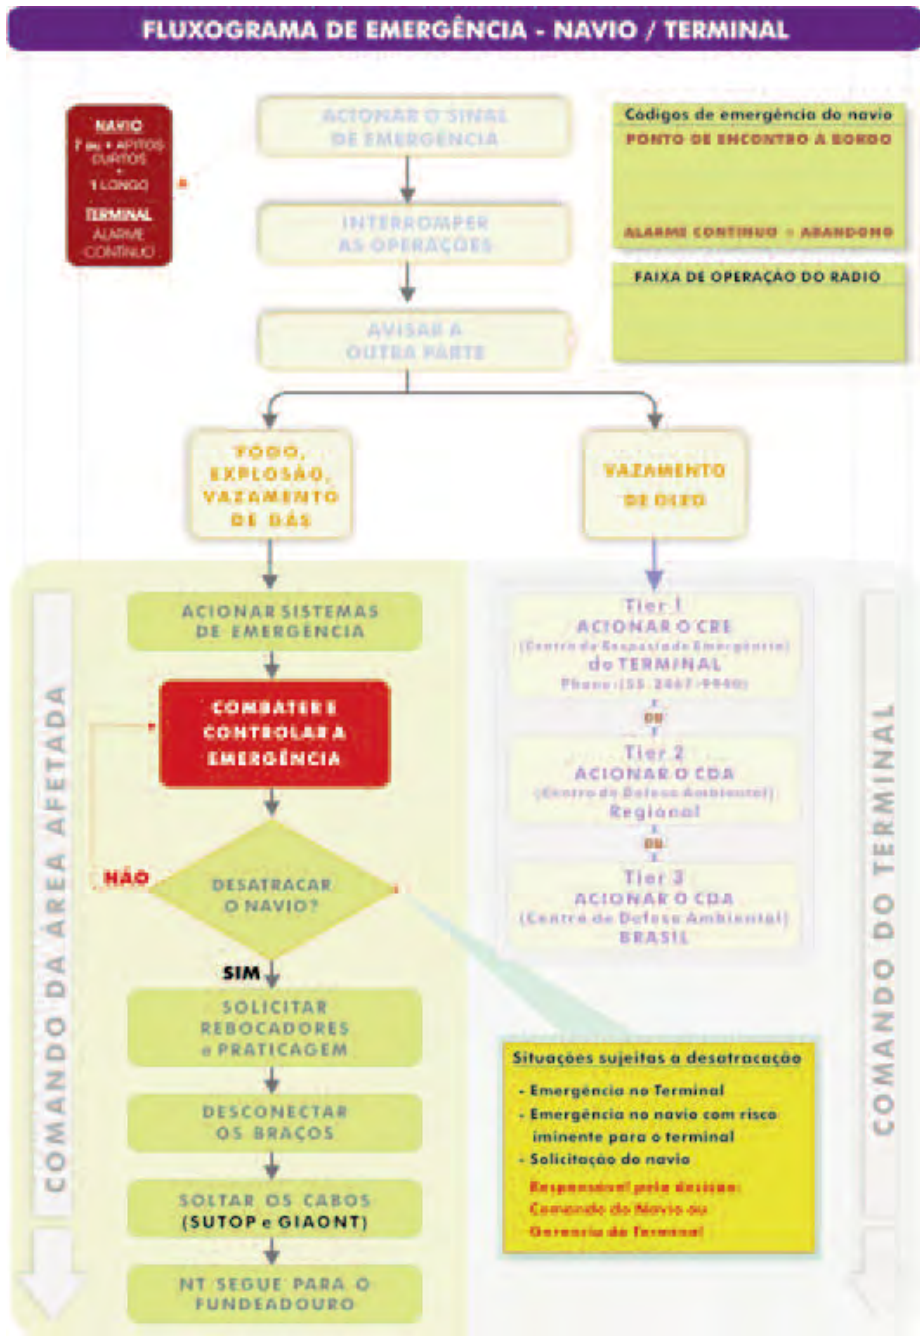 FLUXOGRAMA DE EMERGÊNCIA - NAVIO / TERMINAL
NAVIO
7 ou + APITOS
CURTOS
+
1 LONGO
TERMINAL
ALARME
CONTÍNUO
ACIONAR O SINAL
DE EMERGÊNCIA
INTERROMPER
AS OPERAÇÕES
AVISAR A
OUTRA PARTE
Códigos de emergência do navio
PONTO DE ENCONTRO A BORDO
ALARME CONTINUO = ABANDONO
FAIXA DE OPERAÇÃO DO RADIO
FOGO,
EXPLOSÃO,
VAZAMENTO
DE GÁS
VAZAMENTO
DE OLEO
COMANDO DA ÁREA AFETADA
ACIONAR SISTEMAS
DE EMERGÊNCIA
COMBATER E
CONTROLAR A
EMERGÊNCIA
NÃO
DESATRACAR
O NAVIO?
SIM
SOLICITAR
REBOCADORES
e PRATICAGEM
DESCONECTAR
OS BRAÇOS
SOLTAR OS CABOS
(SUTOP e GIAONT)
NT SEGUE PARA O
FUNDEADOURO
Tier 1
ACIONAR O CRE
(Centro de Resposta de Emergência)
do TERMINAL
Phone: (55 2467-9940)
OU
Tier 2
ACIONAR O CDA
(Centro de Defesa Ambiental)
Regional
OU
Tier 3
ACIONAR O CDA
(Centro de Defesa Ambiental)
BRASIL
Situações sujeitas a desatracação
- Emergência no Terminal
- Emergência no navio com risco
iminente para o terminal
- Solicitação do navio
Responsável pela decisão:
Comando do Navio ou
Gerencia do Terminal
COMANDO DO TERMINAL